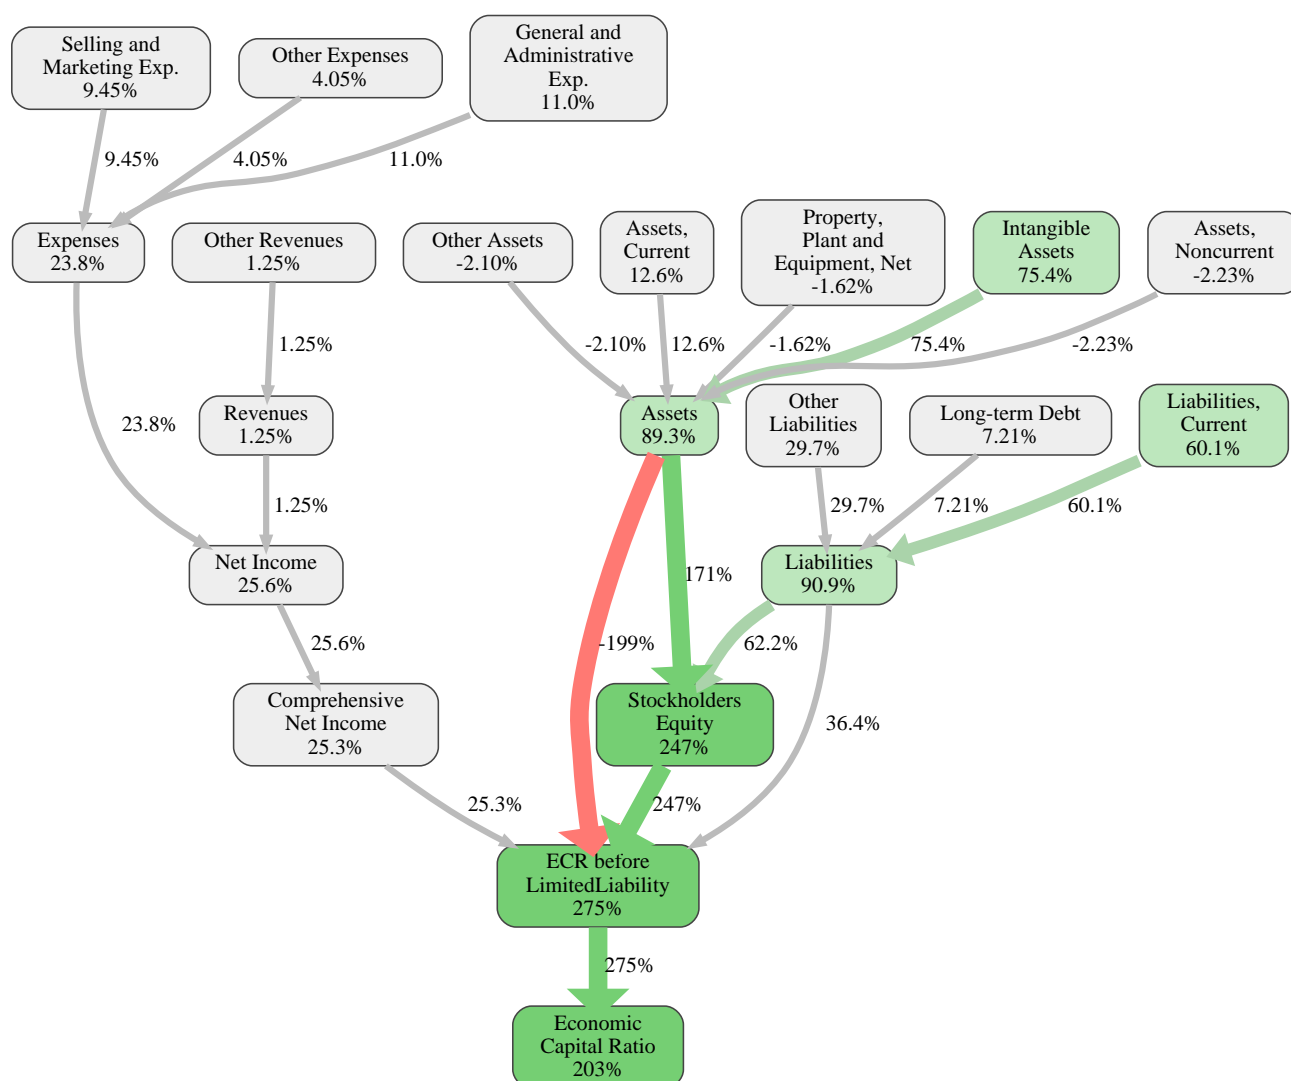 Selling and
Marketing Exp.
9.45%
Other Expenses
4.05%
General and
Administrative
Exp.
11.0%
9.45%
4.05%
11.0%
Expenses
23.8%
Other Revenues
1.25%
Other Assets
-2.10%
Assets,
Current
12.6%
Property,
Plant and
Equipment, Net
-1.62%
Intangible
Assets
75.4%
Assets,
Noncurrent
-2.23%
1.25%
-2.10%
12.6%
-1.62%
75.4%
-2.23%
23.8%
Revenues
1.25%
Assets
89.3%
Other
Liabilities
29.7%
Long-term Debt
7.21%
Liabilities,
Current
60.1%
1.25%
29.7%
7.21%
60.1%
Net Income
25.6%
171%
Liabilities
90.9%
25.6%
-199%
62.2%
Comprehensive
Net Income
25.3%
Stockholders
Equity
247%
36.4%
25.3%
247%
ECR before
LimitedLiability
275%
275%
Economic
Capital Ratio
203%